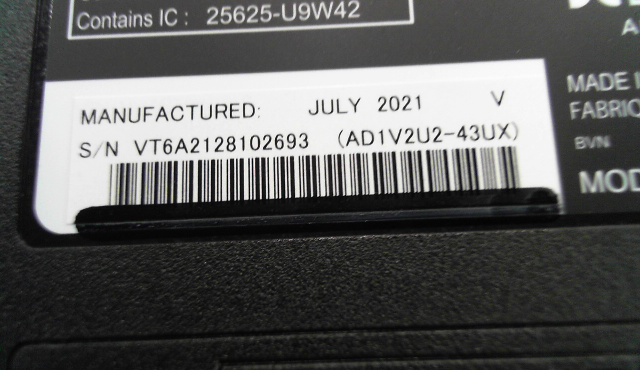 Contains IC : 25625-U9W42
MANUFACTURED: JULY 2021 V
S/N VT6A2128102693 (AD1V2U2-43UX)
MADE I
FABRIC
BVN
MOD